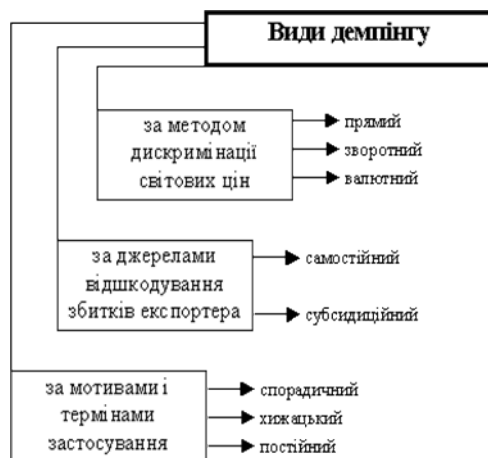 Види демпінгу
за методом
дискримінації
світових цін
прямий
зворотний
валютний
за джерелами
відшкодування
збитків експортера
самостійний
субсидиційний
за мотивами і
термінами
застосування
спорадичний
хижацький
постійний